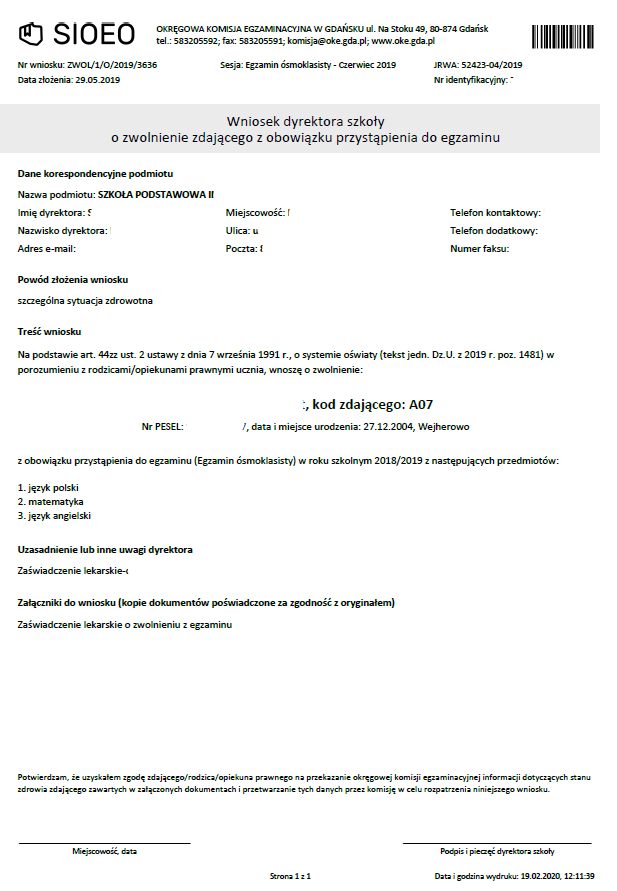 SIOEO
OKRĘGOWA KOMISJA EGZAMINACYJNA W GDAŃSKU ul. Na Stoku 49, 80-874 Gdańsk
tel.: 583205592; fax: 583205591; komisja@oke.gda.pl; www.oke.gda.pl
Nr wniosku: ZWOL/1/O/2019/3636 Sesja: Egzamin ósmoklasisty - Czerwiec 2019 JRWA: 52423-04/2019
Data złożenia: 29.05.2019 Nr identyfikacyjny:
Wniosek dyrektora szkoły
o zwolnienie zdającego z obowiązku przystąpienia do egzaminu
Dane korespondencyjne podmiotu
Nazwa podmiotu: SZKOŁA PODSTAWOWA
Imię dyrektora: S Miejscowość: Telefon kontaktowy:
Nazwisko dyrektora: Ulica: u Telefon dodatkowy:
Adres e-mail: Poczta: 8 Numer faksu:
Powód złożenia wniosku
szczególna sytuacja zdrowotna
Treść wniosku
Na podstawie art. 44zz ust. 2 ustawy z dnia 7 września 1991 r., o systemie oświaty (tekst jedn. Dz.U. z 2019 r. poz. 1481) w
porozumieniu z rodzicami/opiekunami prawnymi ucznia, wnoszę o zwolnienie:
, kod zdającego: A07
Nr PESEL: , data i miejsce urodzenia: 27.12.2004, Wejherowo
z obowiązku przystąpienia do egzaminu (Egzamin ósmoklasisty) w roku szkolnym 2018/2019 z następujących przedmiotów:
1. język polski
2. matematyka
3. język angielski
Uzasadnienie lub inne uwagi dyrektora
Zaświadczenie lekarskie-
Załączniki do wniosku (kopie dokumentów poświadczone za zgodność z oryginałem)
Zaświadczenie lekarskie o zwolnieniu z egzaminu
Potwierdzam, że uzyskałem zgodę zdającego/rodzica/opiekuna prawnego na przekazanie okręgowej komisji egzaminacyjnej informacji dotyczących stanu
zdrowia zdającego zawartych w załączonych dokumentach i przetwarzanie tych danych przez komisję w celu rozpatrzenia niniejszego wniosku.
Miejscowość, data Podpis i pieczęć dyrektora szkoły
Strona 1 z 1 Data i godzina wydruku: 19.02.2020, 12:11:39